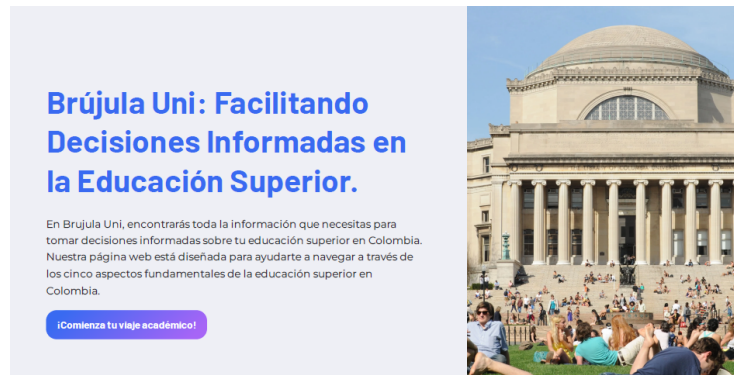 Brújula Uni: Facilitando
Decisiones Informadas en
la Educación Superior.
En Brujula Uni, encontrarás toda la información que necesitas para
tomar decisiones informadas sobre tu educación superior en Colombia.
Nuestra página web está diseñada para ayudarte a navegar a través de
los cinco aspectos fundamentales de la educación superior en
Colombia.
¡Comienza tu viaje académico!